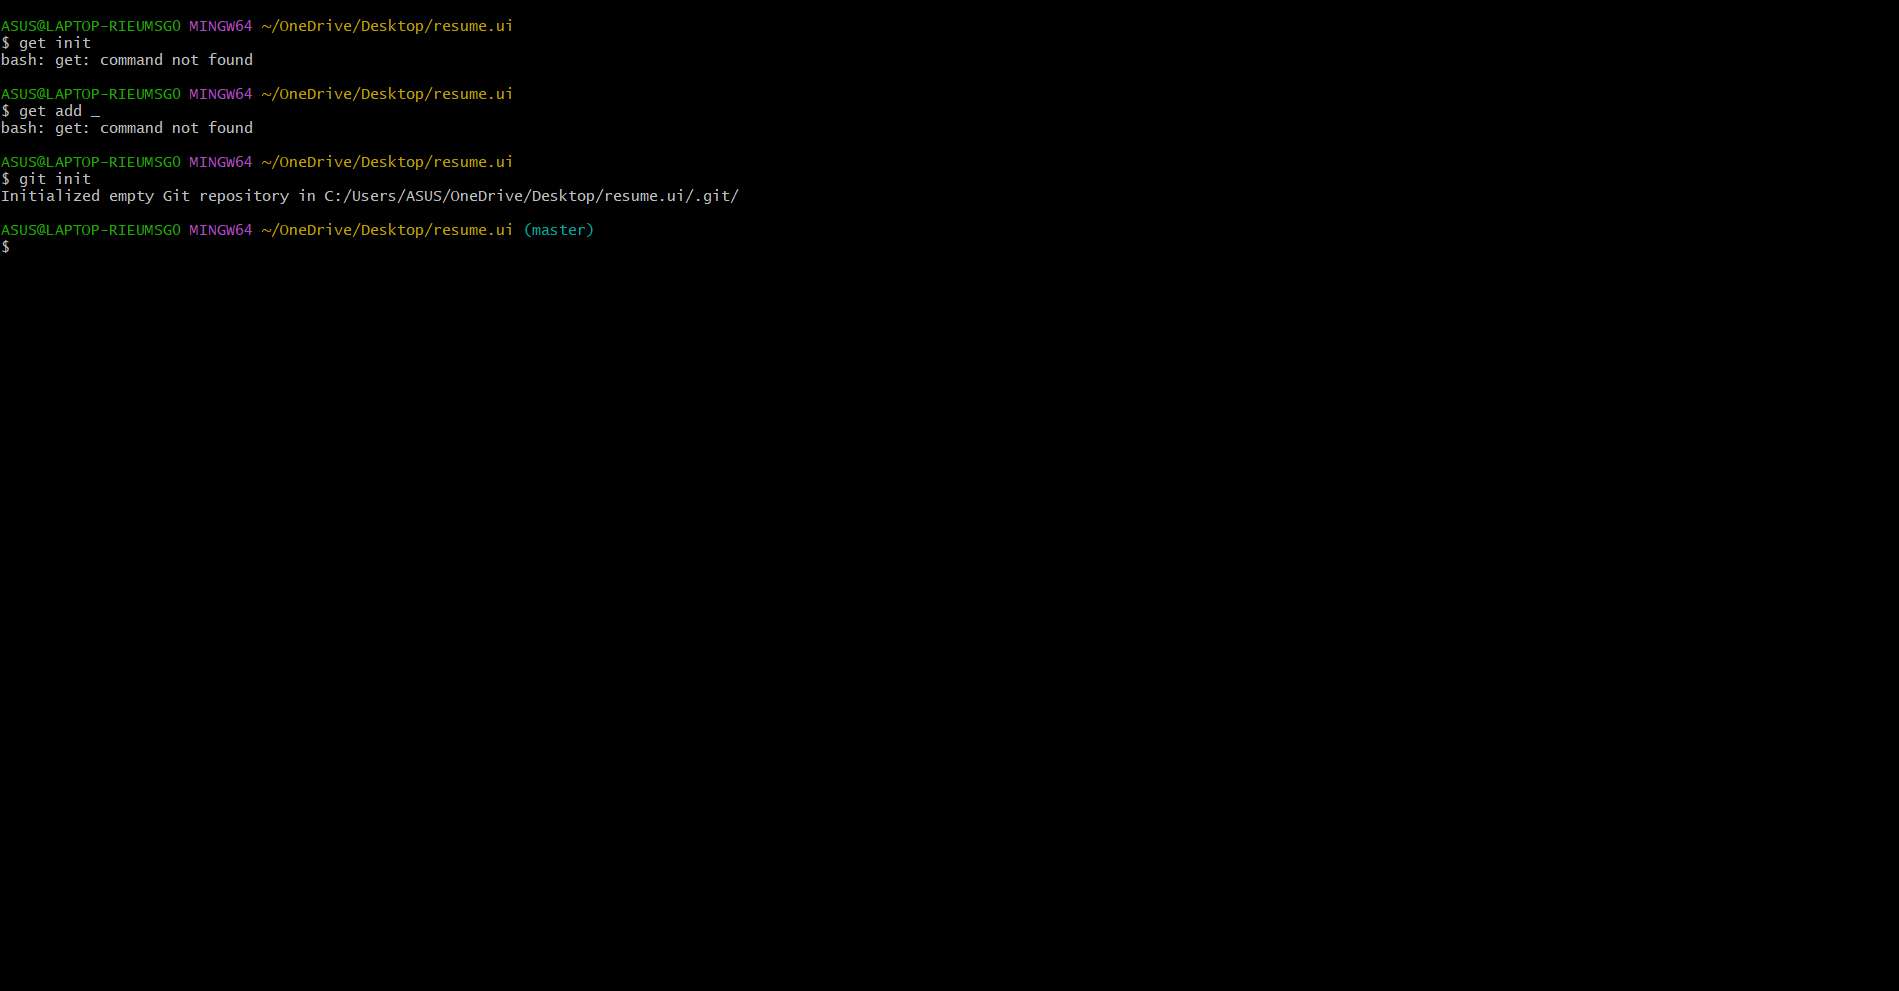 ASUS@LAPTOP-RIEUMSG0 MINGW64 ~/OneDrive/Desktop/resume.ui
$ get init
bash: get: command not found
ASUS@LAPTOP-RIEUMSG0 MINGW64 ~/OneDrive/Desktop/resume.ui
$ get add _
bash: get: command not found
ASUS@LAPTOP-RIEUMSG0 MINGW64 ~/OneDrive/Desktop/resume.ui
$ git init
Initialized empty Git repository in C:/Users/ASUS/OneDrive/Desktop/resume.ui/.git/
ASUS@LAPTOP-RIEUMSG0 MINGW64 ~/OneDrive/Desktop/resume.ui (master)
$